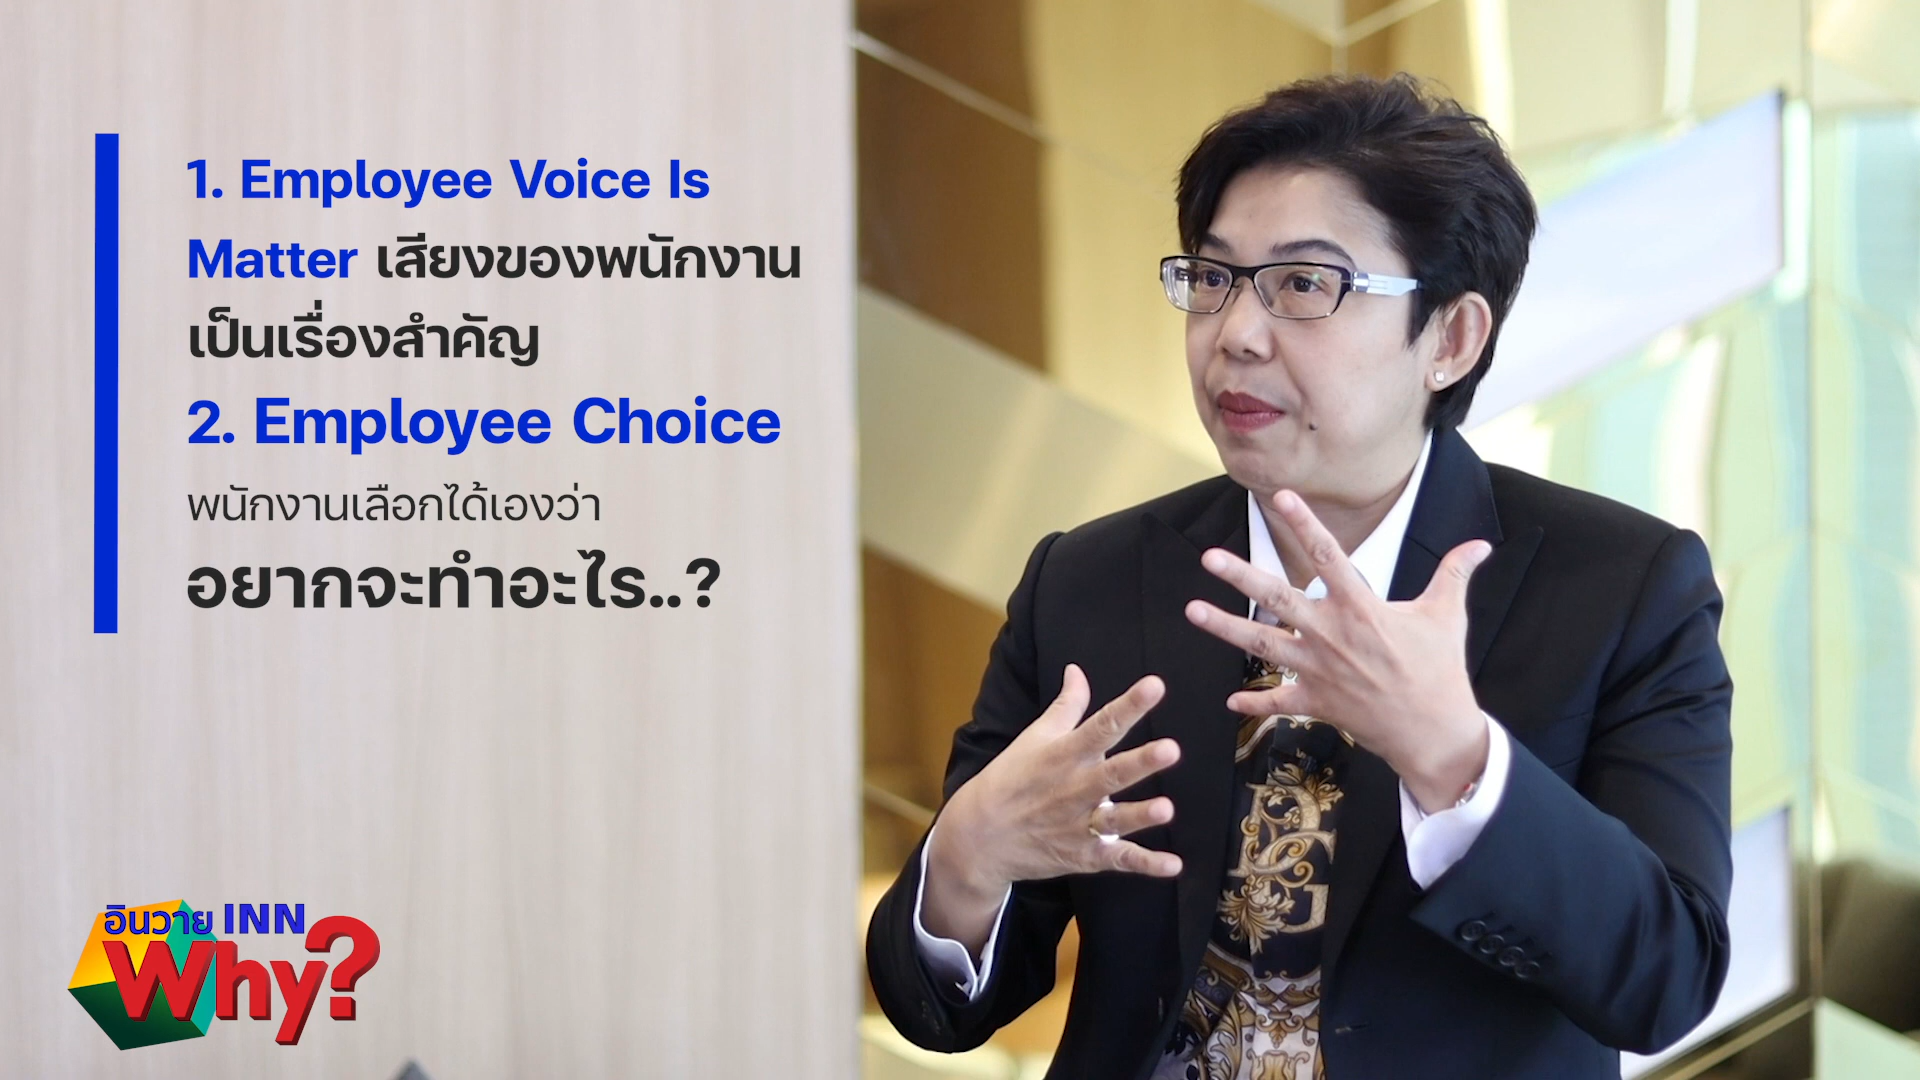 1. Employee Voice Is
Matter เสียงของพนักงาน
เป็นเรื่องสำคัญ
2. Employee Choice
พนักงานเลือกได้เองว่า
อยากจะทำอะไร..?
อินวาย INN
Why?
DG